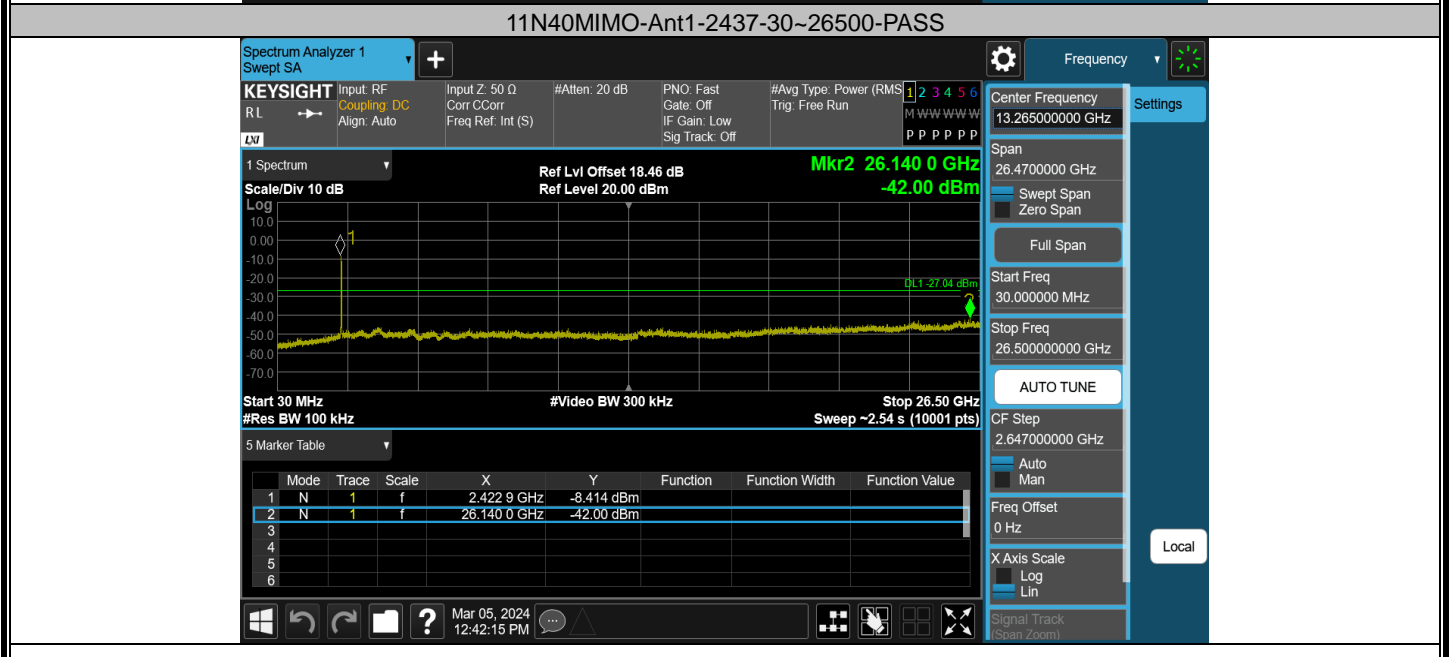 11N40MIMO-Ant1-2437-30~26500-PASS
Spectrum Analyzer 1
Swept SA
Frequency
KEYSIGHT
R L
LXI
Input: RF
Coupling: DC
Align: Auto
Input Z: 50 Ω
Corr CCorr
Freq Ref: Int (S)
#Atten: 20 dB
PNO: Fast
Gate: Off
IF Gain: Low
Sig Track: Off
#Avg Type: Power (RMS
Trig: Free Run
1 2 3 4 5 6
M W W W W W
P P P P P P
1 Spectrum
Scale/Div 10 dB
Ref Lvl Offset 18.46 dB
Ref Level 20.00 dBm
Mkr2 26.140 0 GHz
-42.00 dBm
Log
10.0
0.00
-10.0
-20.0
-30.0
-40.0
-50.0
-60.0
-70.0
1
DL1 -27.04 dBm
2
Start 30 MHz
#Res BW 100 kHz
#Video BW 300 kHz
Stop 26.50 GHz
Sweep ~2.54 s (10001 pts)
5 Marker Table
Mode Trace Scale X Y Function Function Width Function Value
1 N 1 f 2.422 9 GHz -8.414 dBm
2 N 1 f 26.140 0 GHz -42.00 dBm
3
4
5
6
Mar 05, 2024
12:42:15 PM
Center Frequency
13.265000000 GHz
Settings
Span
26.4700000 GHz
Swept Span
Zero Span
Full Span
Start Freq
30.000000 MHz
Stop Freq
26.500000000 GHz
AUTO TUNE
CF Step
2.647000000 GHz
Auto
Man
Freq Offset
0 Hz
X Axis Scale
Log
Lin
Signal Track
(Span Zoom)
Local